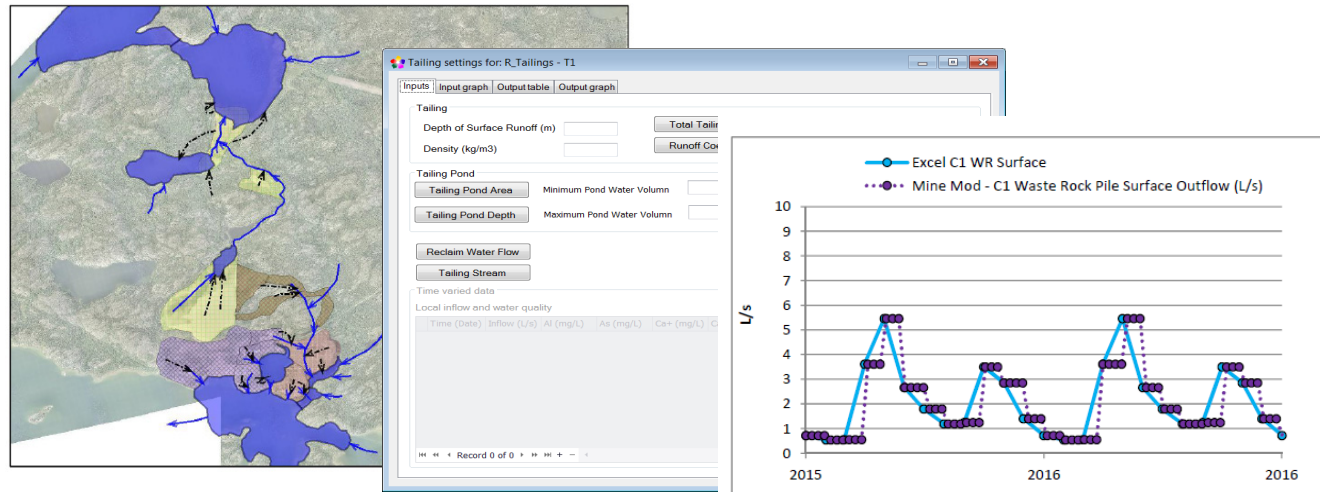 Tailing settings for: R_Tailings - T1
Inputs Input graph Output table Output graph
Tailing
Depth of Surface Runoff (m)
Total Tailin
Density (kg/m3)
Runoff Coe
Tailing Pond
Tailing Pond Area Minimum Pond Water Volumn
Tailing Pond Depth Maximum Pond Water Volumn
Reclaim Water Flow
Tailing Stream
Time varied data
Local inflow and water quality
Time (Date) Inflow (L/s) Al (mg/L) As (mg/L) Ca+ (mg/L) C
Record 0 of 0
Excel C1 WR Surface
Mine Mod - C1 Waste Rock Pile Surface Outflow (L/s)
L/s
10
9
8
7
6
5
4
3
2
1
0
2015 2016 2016